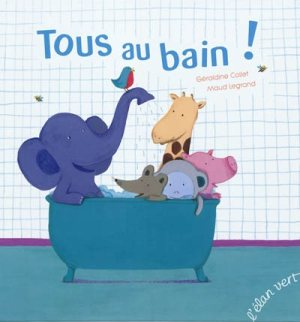 Tous au bain !
Géraldine Collet
Maud Legrand
l'élan vert